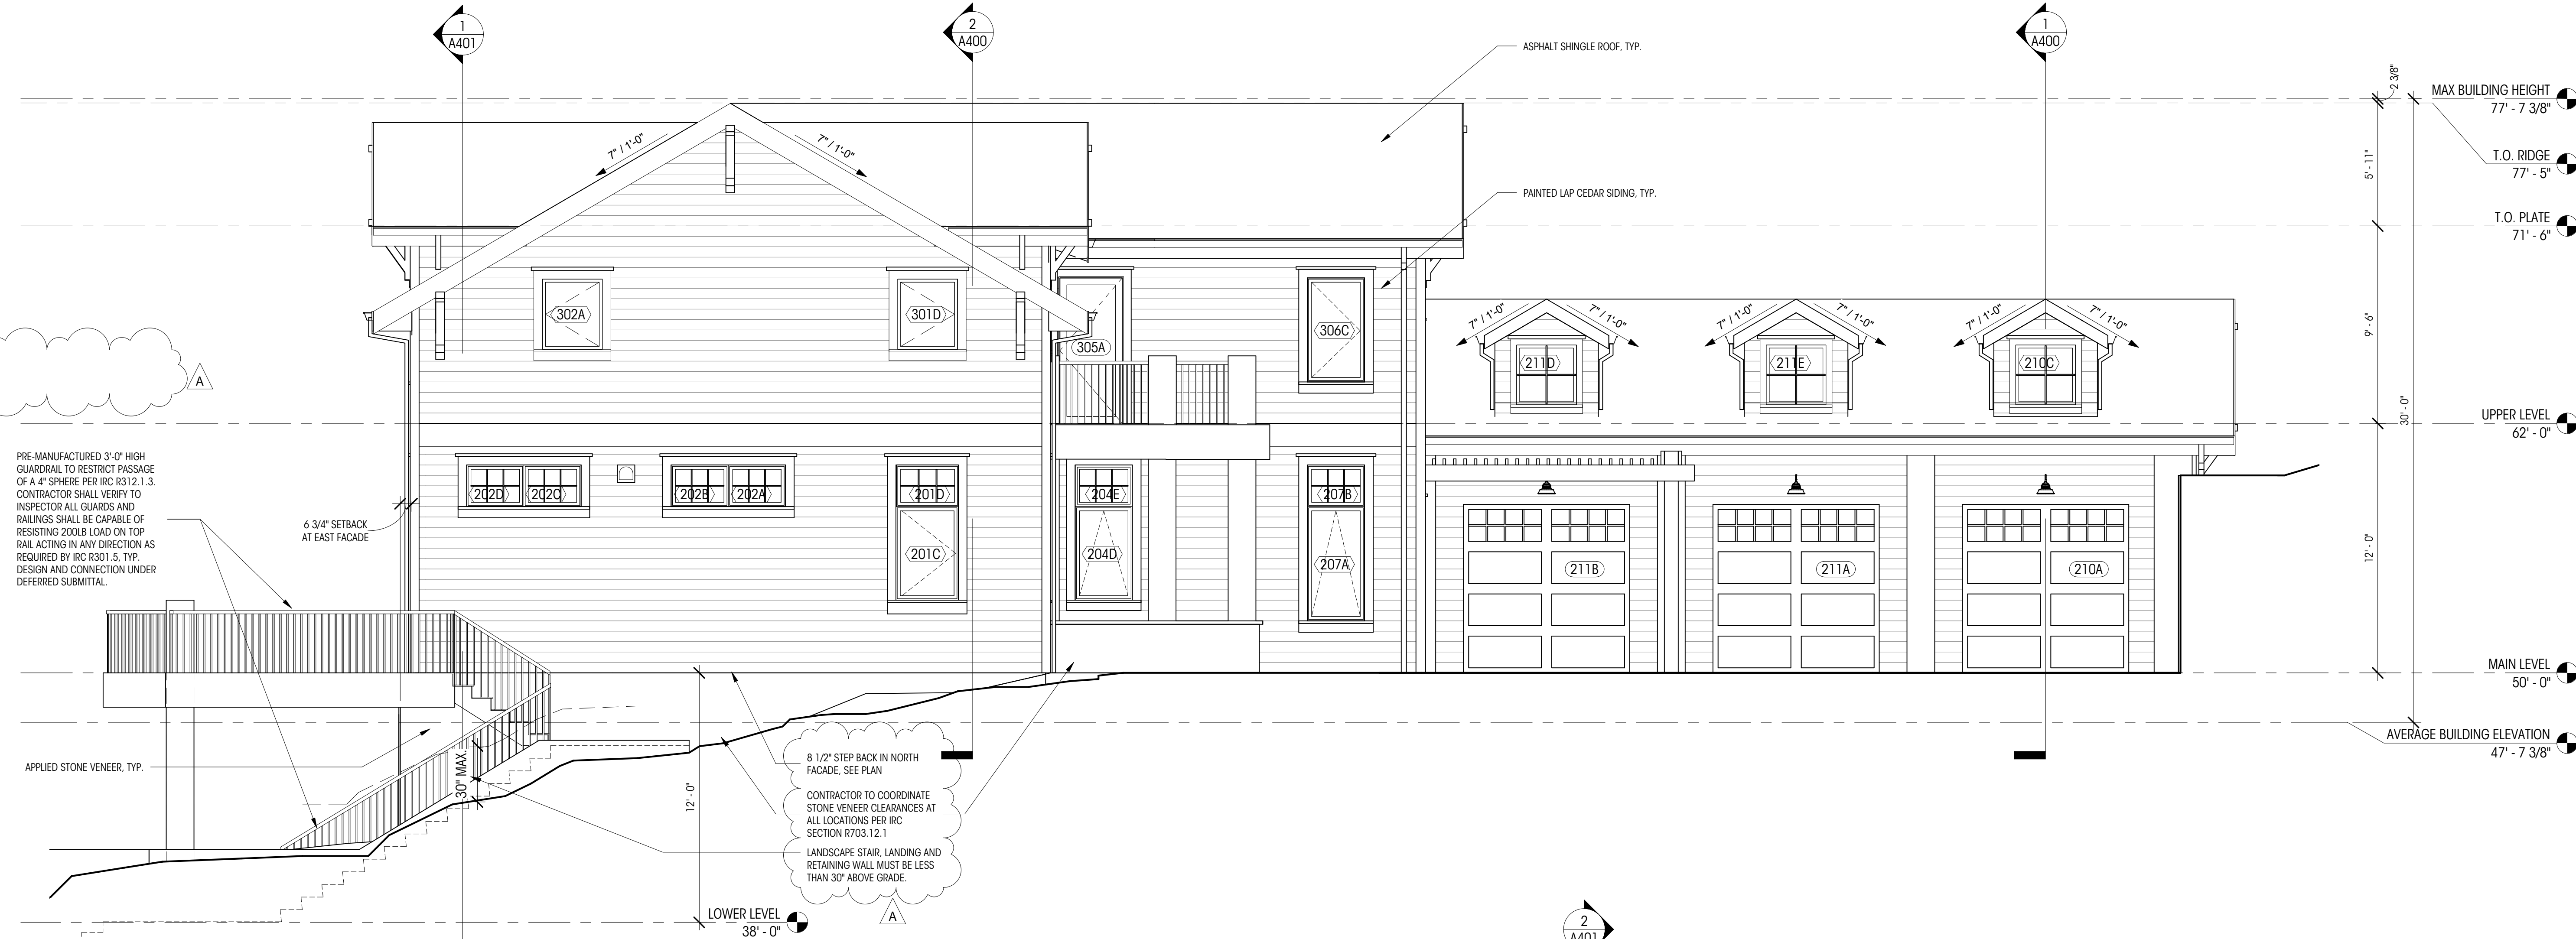 1
A401
2
A400
1
A400
ASPHALT SHINGLE ROOF, TYP.
2 3/8"
MAX BUILDING HEIGHT
77' - 7 3/8"
7" / 1'-0"
7" / 1'-0"
5' - 11"
T.O. RIDGE
77' - 5"
PAINTED LAP CEDAR SIDING, TYP.
T.O. PLATE
71' - 6"
302A
301D
305A
306C
7" / 1'-0"
7" / 1'-0"
7" / 1'-0"
7" / 1'-0"
7" / 1'-0"
7" / 1'-0"
211D
211E
210C
9' - 6"
30' - 0"
A
UPPER LEVEL
62' - 0"
PRE-MANUFACTURED 3'-0" HIGH
GUARDRAIL TO RESTRICT PASSAGE
OF A 4" SPHERE PER IRC R312.1.3.
CONTRACTOR SHALL VERIFY TO
INSPECTOR ALL GUARDS AND
RAILINGS SHALL BE CAPABLE OF
RESISTING 200LB LOAD ON TOP
RAIL ACTING IN ANY DIRECTION AS
REQUIRED BY IRC R301.5, TYP.
DESIGN AND CONNECTION UNDER
DEFERRED SUBMITTAL.
6 3/4" SETBACK
AT EAST FACADE
202D
202C
202B
202A
201D
204E
207B
201C
204D
207A
211B
211A
210A
12' - 0"
MAIN LEVEL
50' - 0"
AVERAGE BUILDING ELEVATION
47' - 7 3/8"
APPLIED STONE VENEER, TYP.
30" MAX.
12' - 0"
8 1/2" STEP BACK IN NORTH
FACADE, SEE PLAN
CONTRACTOR TO COORDINATE
STONE VENEER CLEARANCES AT
ALL LOCATIONS PER IRC
SECTION R703.12.1
LANDSCAPE STAIR, LANDING AND
RETAINING WALL MUST BE LESS
THAN 30" ABOVE GRADE.
A
LOWER LEVEL
38' - 0"
2
A401